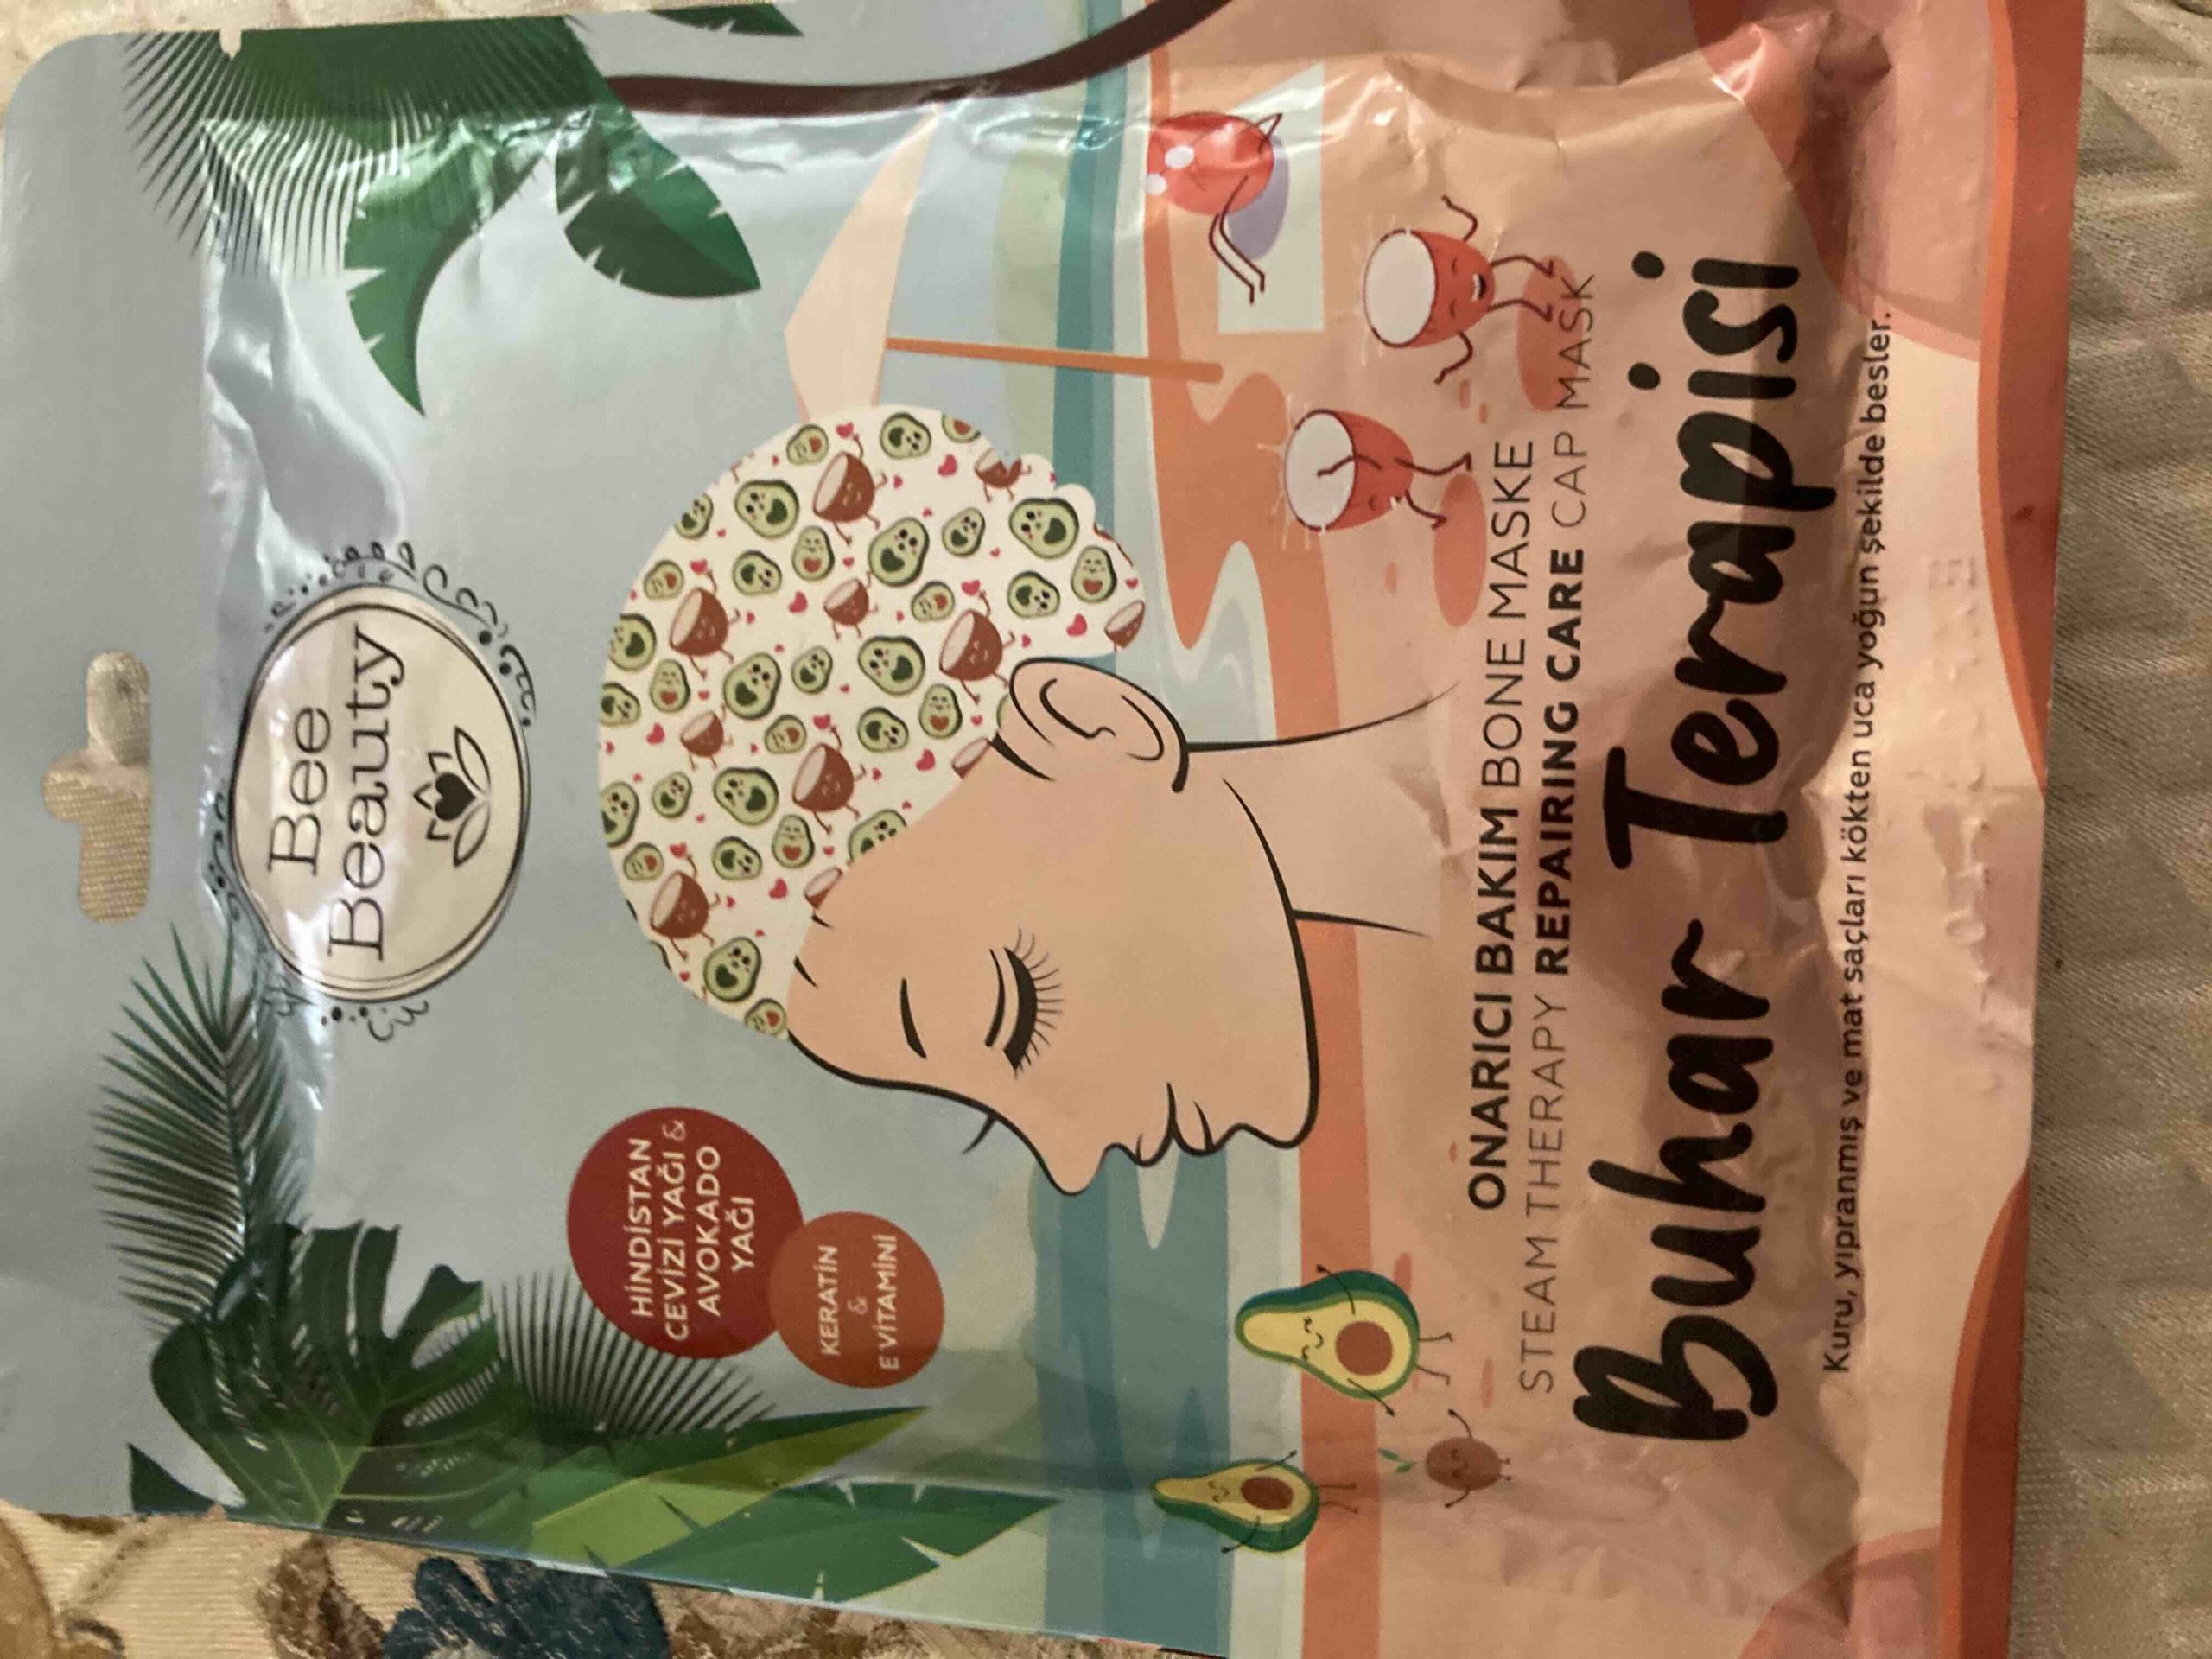 Bee
Beauty
HİNDİSTAN
CEVİZİ YAĞI &
AVOKADO
YAĞI
KERATİN
&
E VİTAMİNİ
ONARICI BAKIM BONE MASKE
STEAM THERAPY REPAIRING CARE CAP MASK
Buhar Terapisi
Kuru, yıpranmış ve mat saçları kökten uca yoğun şekilde besler.